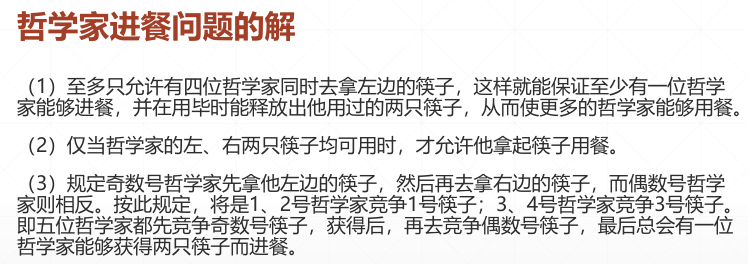 哲学家进餐问题的解
（1）至多只允许有四位哲学家同时去拿左边的筷子，这样就能保证至少有一位哲学
家能够进餐，并在用毕时能释放出他用过的两只筷子，从而使更多的哲学家能够用餐。
（2）仅当哲学家的左、右两只筷子均可用时，才允许他拿起筷子用餐。
（3）规定奇数号哲学家先拿他左边的筷子，然后再去拿右边的筷子，而偶数号哲学
家则相反。按此规定，将是1、2号哲学家竞争1号筷子；3、4号哲学家竞争3号筷子。
即五位哲学家都先竞争奇数号筷子，获得后，再去竞争偶数号筷子，最后总会有一位
哲学家能够获得两只筷子而进餐。